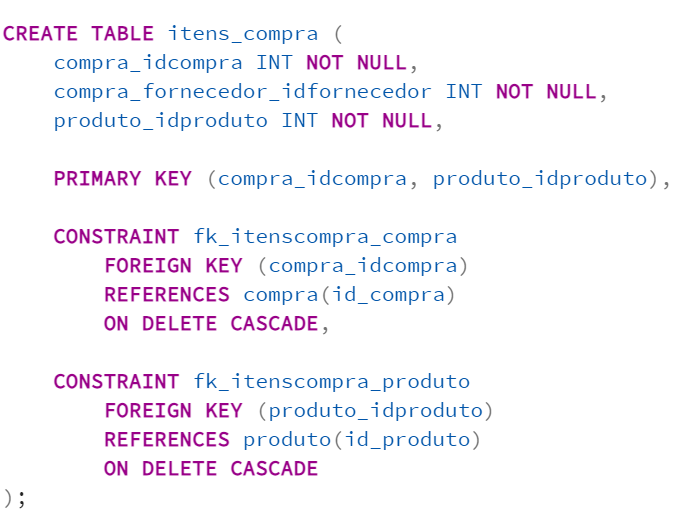 CREATE TABLE itens_compra (
    compra_idcompra INT NOT NULL,
    compra_fornecedor_idfornecedor INT NOT NULL,
    produto_idproduto INT NOT NULL,

    PRIMARY KEY (compra_idcompra, produto_idproduto),

    CONSTRAINT fk_itenscompra_compra
        FOREIGN KEY (compra_idcompra)
        REFERENCES compra(id_compra)
        ON DELETE CASCADE,

    CONSTRAINT fk_itenscompra_produto
        FOREIGN KEY (produto_idproduto)
        REFERENCES produto(id_produto)
        ON DELETE CASCADE
);